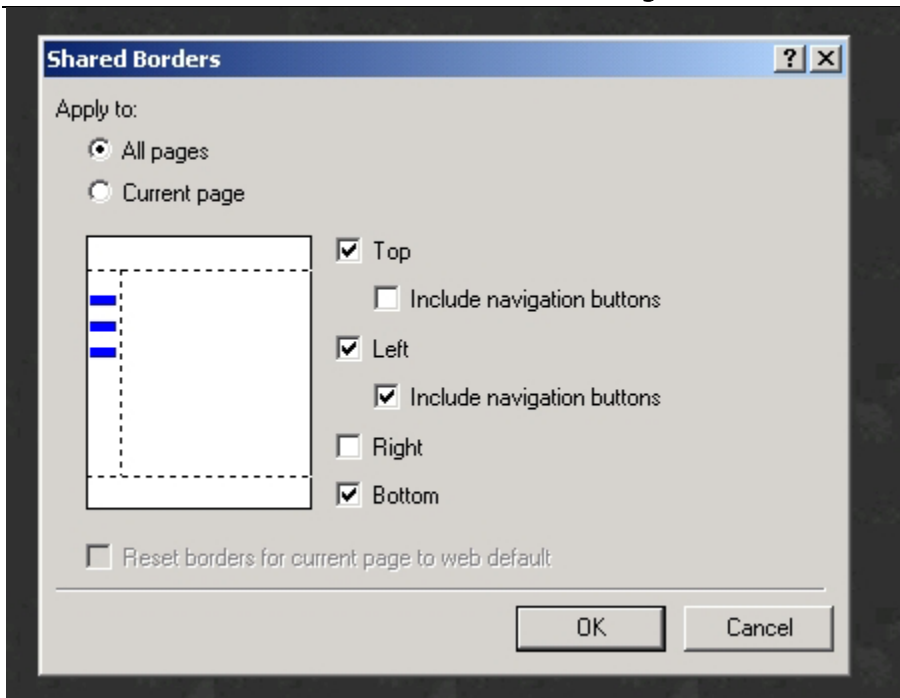 Shared Borders
Apply to:
All pages
Current page
Top
Include navigation buttons
Left
Include navigation buttons
Right
Bottom
Reset borders for current page to web default
OK Cancel